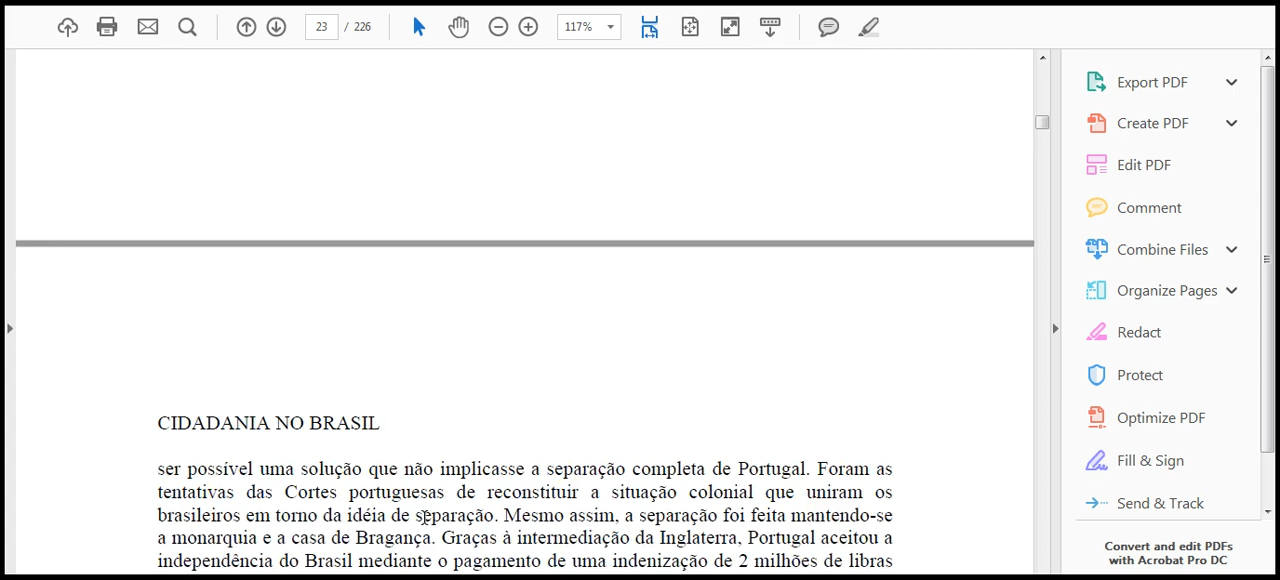 23 / 226
117%
Export PDF
Create PDF
Edit PDF
Comment
Combine Files
Organize Pages
Redact
Protect
Optimize PDF
Fill & Sign
Send & Track
Convert and edit PDFs
with Acrobat Pro DC
CIDADANIA NO BRASIL
ser possível uma solução que não implicasse a separação completa de Portugal. Foram as
tentativas das Cortes portuguesas de reconstituir a situação colonial que uniram os
brasileiros em torno da idéia de separação. Mesmo assim, a separação foi feita mantendo-se
a monarquia e a casa de Bragança. Graças à intermediação da Inglaterra, Portugal aceitou a
independência do Brasil mediante o pagamento de uma indenização de 2 milhões de libras